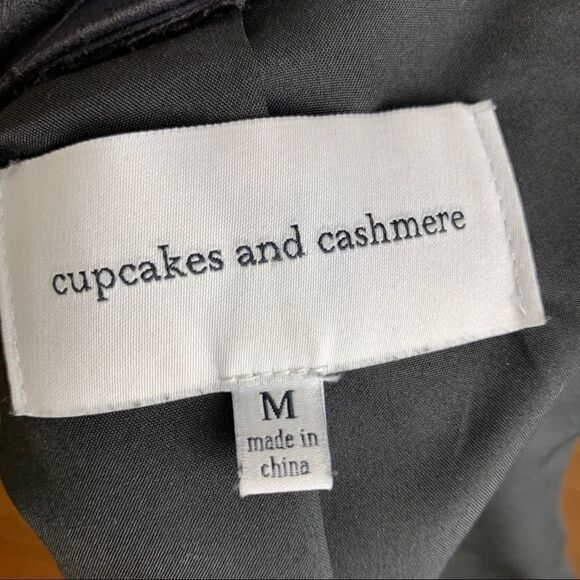 cupcakes and cashmere
M
made in
china